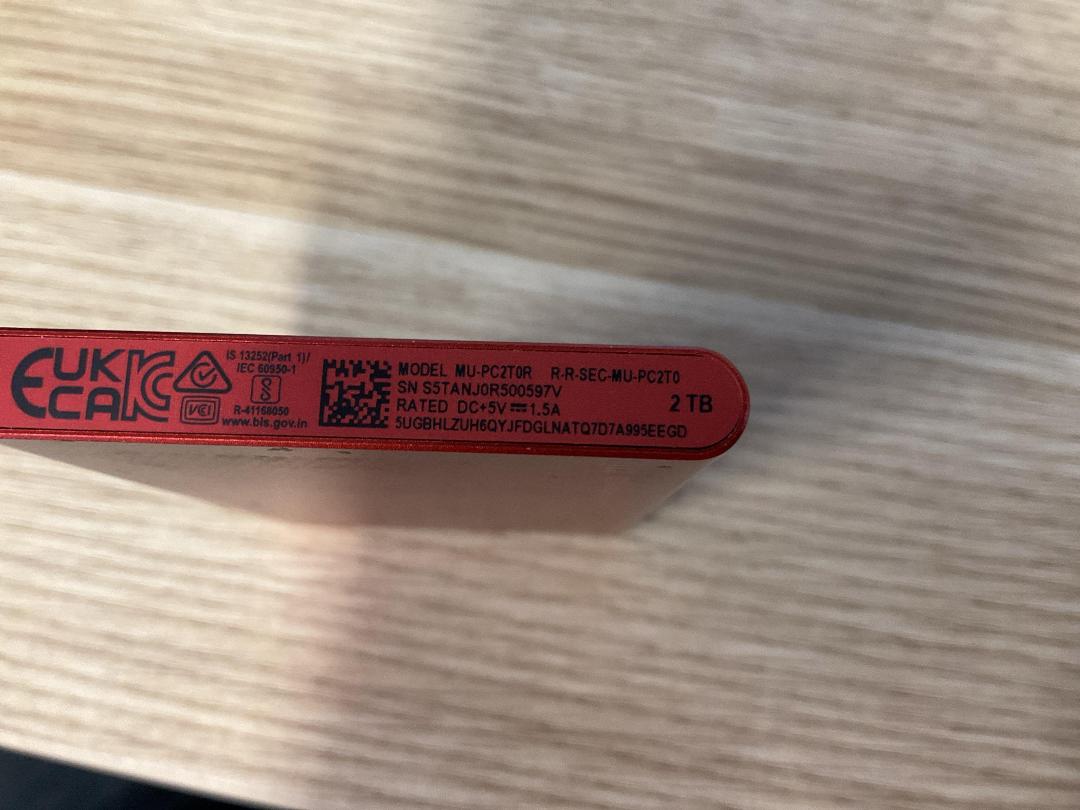 UK
CA
IS 13252(Part 1)/
IEC 60950-1
R-41168050
www.bis.gov.in
VCI
MODEL MU-PC2T0R R-R-SEC-MU-PC2T0
SN S5TANJ0R500597V
RATED DC+5V ⎓ 1.5A
5UGBHLZUH6QYJFDGLNATQ7D7A995EEGD
2 TB